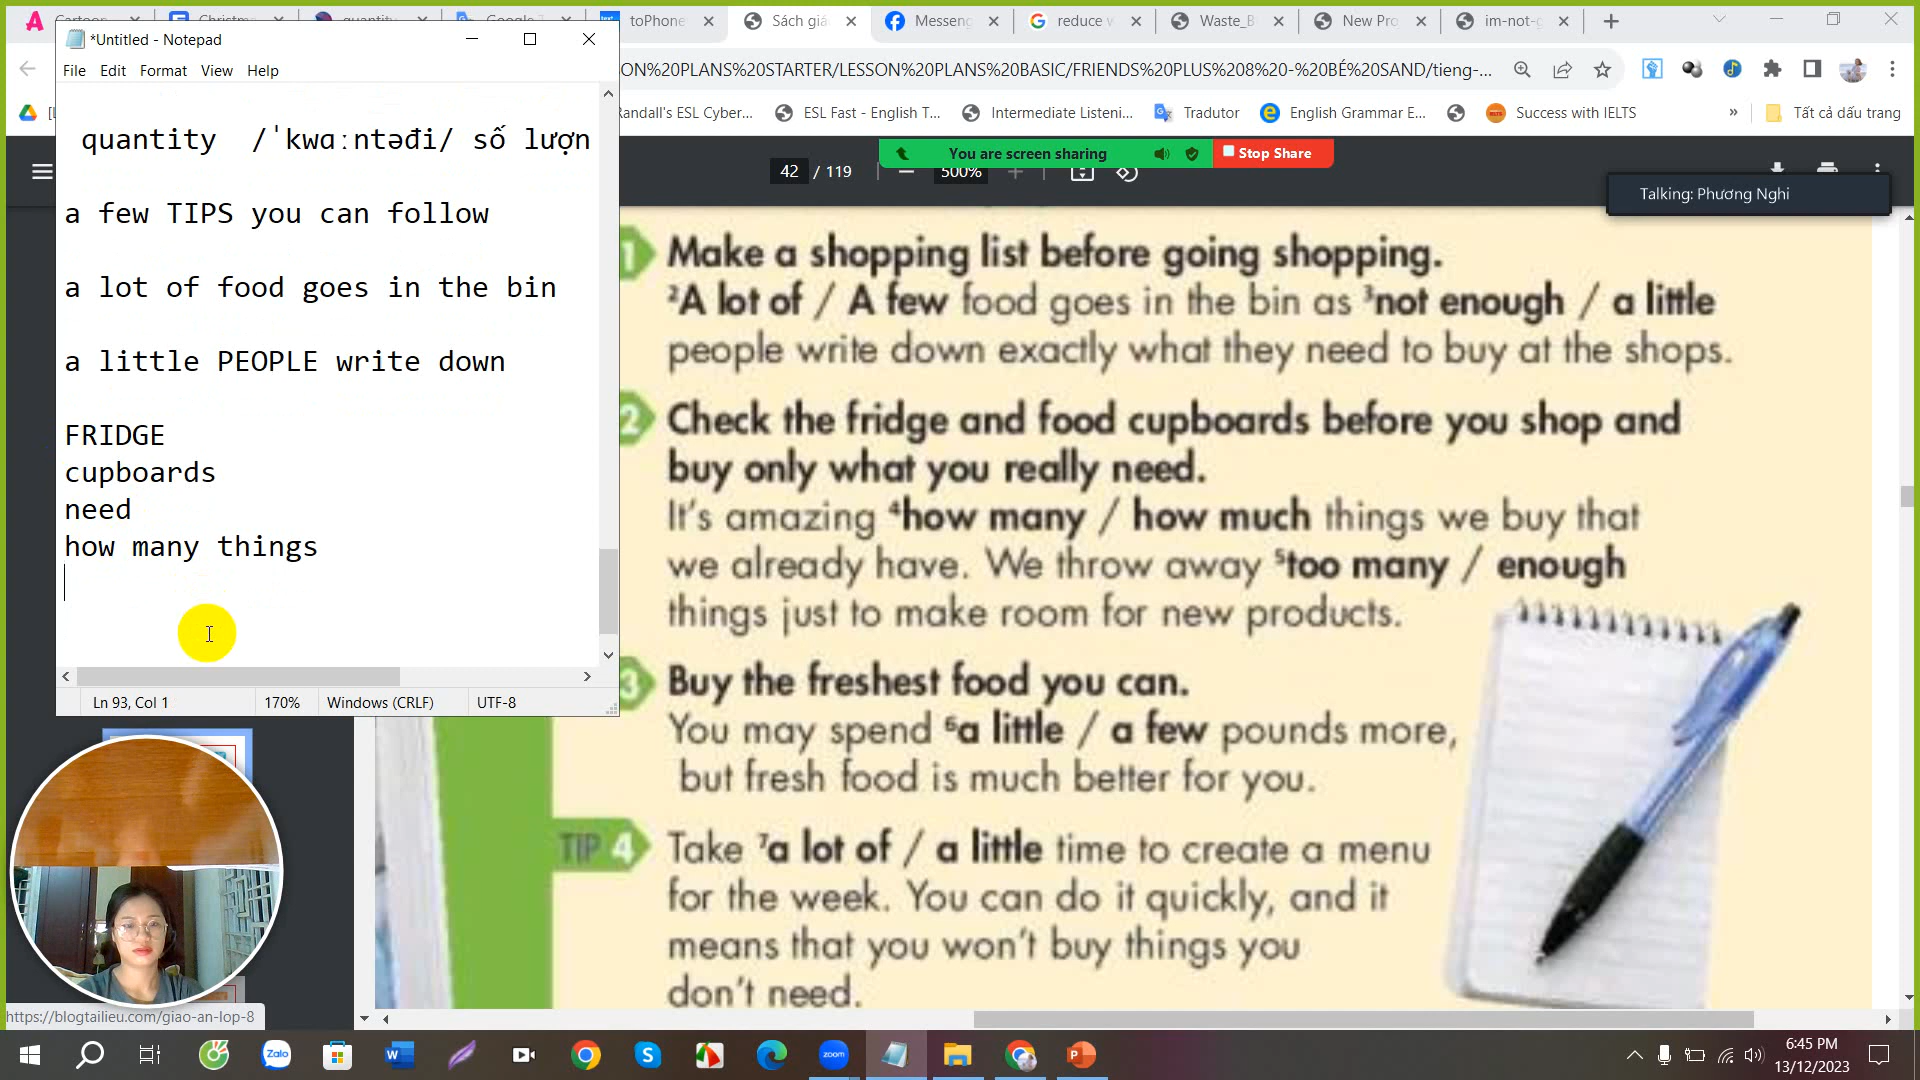 Cartoon
Christm
quantity
Google T
toPhone
Sách giá
Messeng
reduce w
Waste_B
New Pro
im-not-g
*Untitled - Notepad
File Edit Format View Help
ON%20PLANS%20STARTER/LESSON%20PLANS%20BASIC/FRIENDS%20PLUS%208%20-%20BÉ%20SAND/tieng-...
Randall's ESL Cyber...
ESL Fast - English T...
Intermediate Listeni...
Tradutor
English Grammar E...
Success with IELTS
»
Tất cả dấu trang
42 / 119
500%
You are screen sharing
Stop Share
Talking: Phương Nghi
quantity /ˈkwɑːntəđi/ số lượn
a few TIPS you can follow
a lot of food goes in the bin
a little PEOPLE write down
FRIDGE
cupboards
need
how many things
Ln 93, Col 1
170%
Windows (CRLF)
UTF-8
1 Make a shopping list before going shopping.
²A lot of / A few food goes in the bin as ³not enough / a little
people write down exactly what they need to buy at the shops.
2 Check the fridge and food cupboards before you shop and
buy only what you really need.
It's amazing ⁴how many / how much things we buy that
we already have. We throw away ⁵too many / enough
things just to make room for new products.
3 Buy the freshest food you can.
You may spend ⁶a little / a few pounds more,
but fresh food is much better for you.
TIP 4 Take ⁷a lot of / a little time to create a menu
for the week. You can do it quickly, and it
means that you won't buy things you
don't need.
https://blogtailieu.com/giao-an-lop-8
Zalo
zoom
6:45 PM
13/12/2023